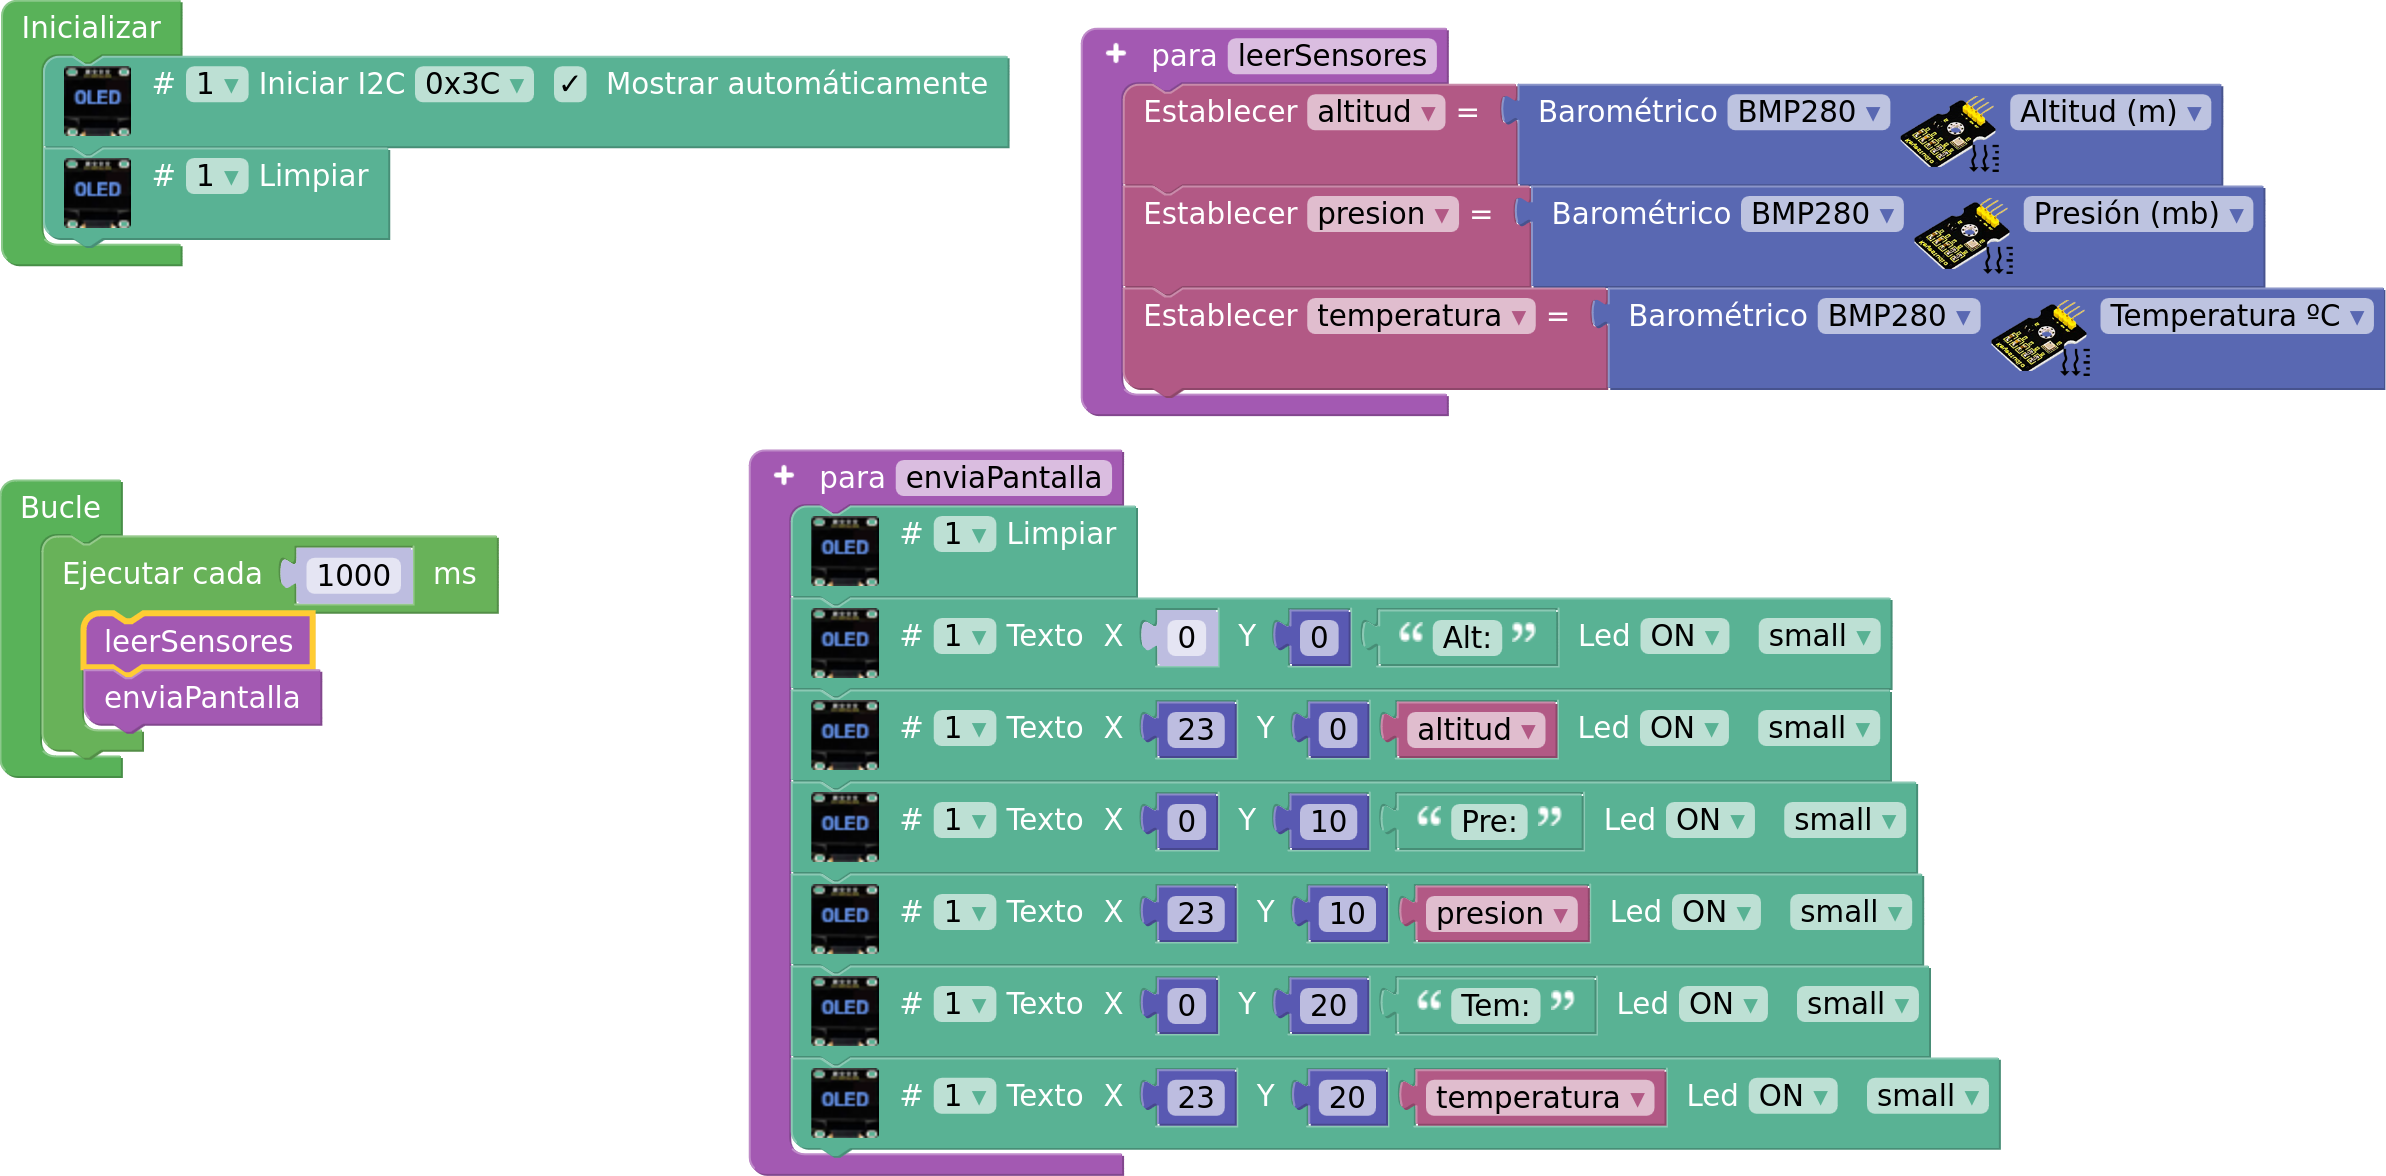 Inicializar
OLED # 1 ▾ Iniciar I2C 0x3C ▾ ✓ Mostrar automáticamente
OLED # 1 ▾ Limpiar
+ para leerSensores
Establecer altitud ▾ = Barométrico BMP280 ▾ Altitud (m) ▾
Establecer presion ▾ = Barométrico BMP280 ▾ Presión (mb) ▾
Establecer temperatura ▾ = Barométrico BMP280 ▾ Temperatura ºC ▾
Bucle
Ejecutar cada 1000 ms
leerSensores
enviaPantalla
+ para enviaPantalla
OLED # 1 ▾ Limpiar
OLED # 1 ▾ Texto X 0 Y 0 “ Alt: ” Led ON ▾ small ▾
OLED # 1 ▾ Texto X 23 Y 0 altitud ▾ Led ON ▾ small ▾
OLED # 1 ▾ Texto X 0 Y 10 “ Pre: ” Led ON ▾ small ▾
OLED # 1 ▾ Texto X 23 Y 10 presion ▾ Led ON ▾ small ▾
OLED # 1 ▾ Texto X 0 Y 20 “ Tem: ” Led ON ▾ small ▾
OLED # 1 ▾ Texto X 23 Y 20 temperatura ▾ Led ON ▾ small ▾